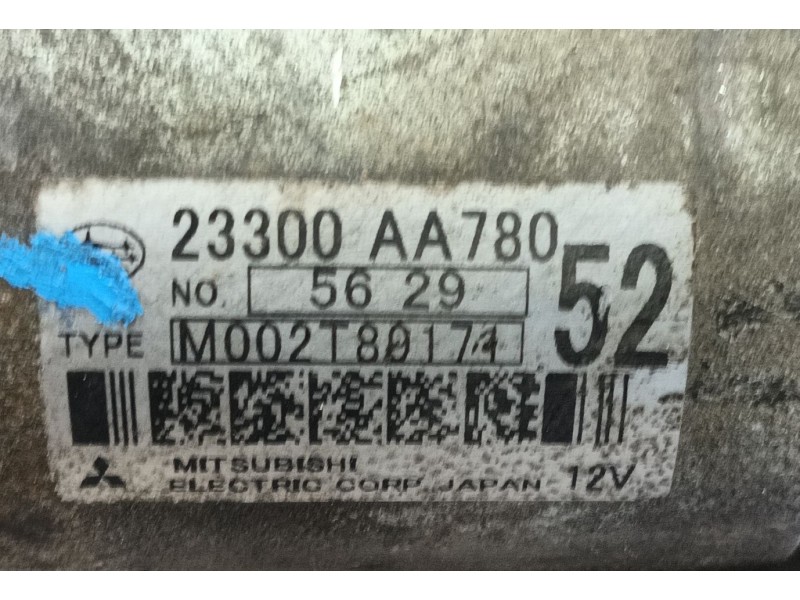 23300 AA780
52
NO. 56 29
TYPE M002T80171
MITSUBISHI
ELECTRIC CORP. JAPAN 12V